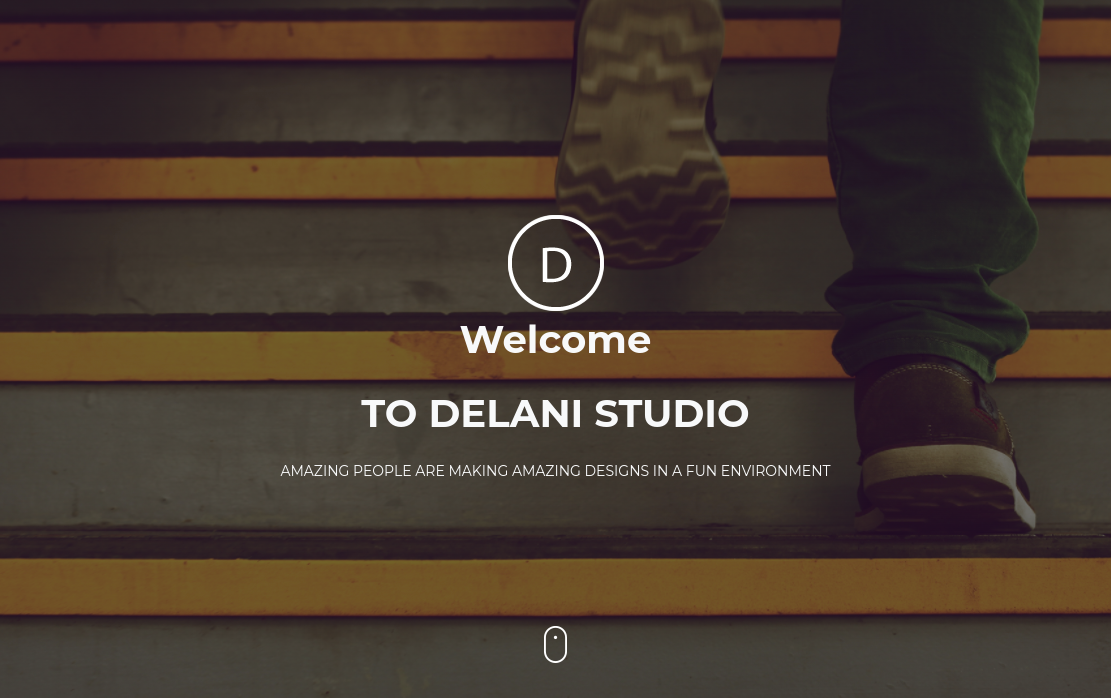 D
Welcome
TO DELANI STUDIO
AMAZING PEOPLE ARE MAKING AMAZING DESIGNS IN A FUN ENVIRONMENT